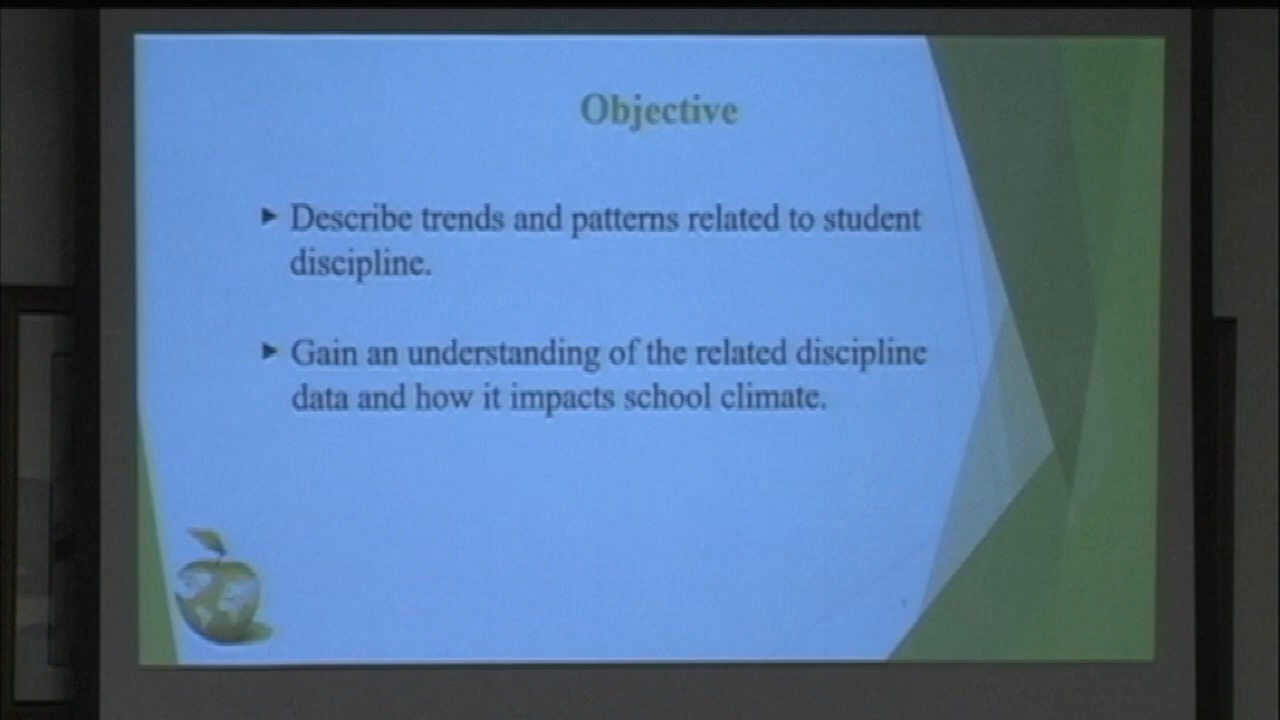 Objective
► Describe trends and patterns related to student
discipline.
► Gain an understanding of the related discipline
data and how it impacts school climate.